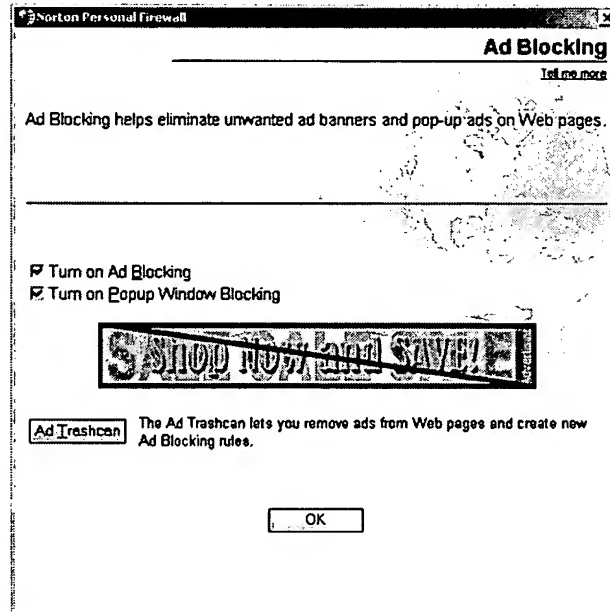 Norton Personal Firewall
Ad Blocking
Tell me more
Ad Blocking helps eliminate unwanted ad banners and pop-up ads on Web pages.
Turn on Ad Blocking
Turn on Popup Window Blocking
Shop Now and SAVE!
Ad Trashcan
The Ad Trashcan lets you remove ads from Web pages and create new
Ad Blocking rules.
OK